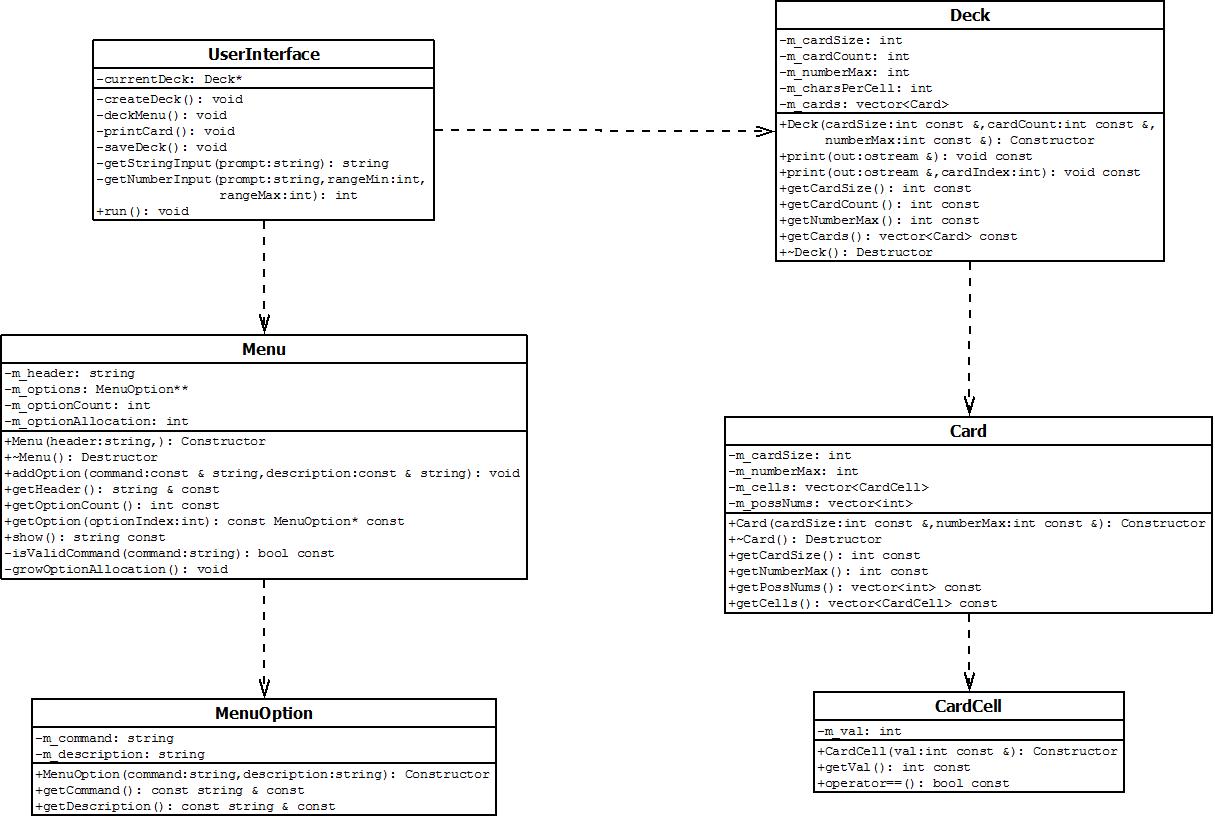 UserInterface
-currentDeck: Deck*
-createDeck(): void
-deckMenu(): void
-printCard(): void
-saveDeck(): void
-getStringInput(prompt:string): string
-getNumberInput(prompt:string,rangeMin:int,
rangeMax:int): int
+run(): void
Deck
-m_cardSize: int
-m_cardCount: int
-m_numberMax: int
-m_charsPerCell: int
-m_cards: vector<Card>
+Deck(cardSize:int const &,cardCount:int const &,
numberMax:int const &): Constructor
+print(out:ostream &): void const
+print(out:ostream &,cardIndex:int): void const
+getCardSize(): int const
+getCardCount(): int const
+getNumberMax(): int const
+getCards(): vector<Card> const
+~Deck(): Destructor
Menu
-m_header: string
-m_options: MenuOption**
-m_optionCount: int
-m_optionAllocation: int
+Menu(header:string,): Constructor
+~Menu(): Destructor
+addOption(command:const & string,description:const & string): void
+getHeader(): string & const
+getOptionCount(): int const
+getOption(optionIndex:int): const MenuOption* const
+show(): string const
-isValidCommand(command:string): bool const
-growOptionAllocation(): void
Card
-m_cardSize: int
-m_numberMax: int
-m_cells: vector<CardCell>
-m_possNums: vector<int>
+Card(cardSize:int const &,numberMax:int const &): Constructor
+~Card(): Destructor
+getCardSize(): int const
+getNumberMax(): int const
+getPossNums(): vector<int> const
+getCells(): vector<CardCell> const
MenuOption
-m_command: string
-m_description: string
+MenuOption(command:string,description:string): Constructor
+getCommand(): const string & const
+getDescription(): const string & const
CardCell
-m_val: int
+CardCell(val:int const &): Constructor
+getVal(): int const
+operator==(): bool const